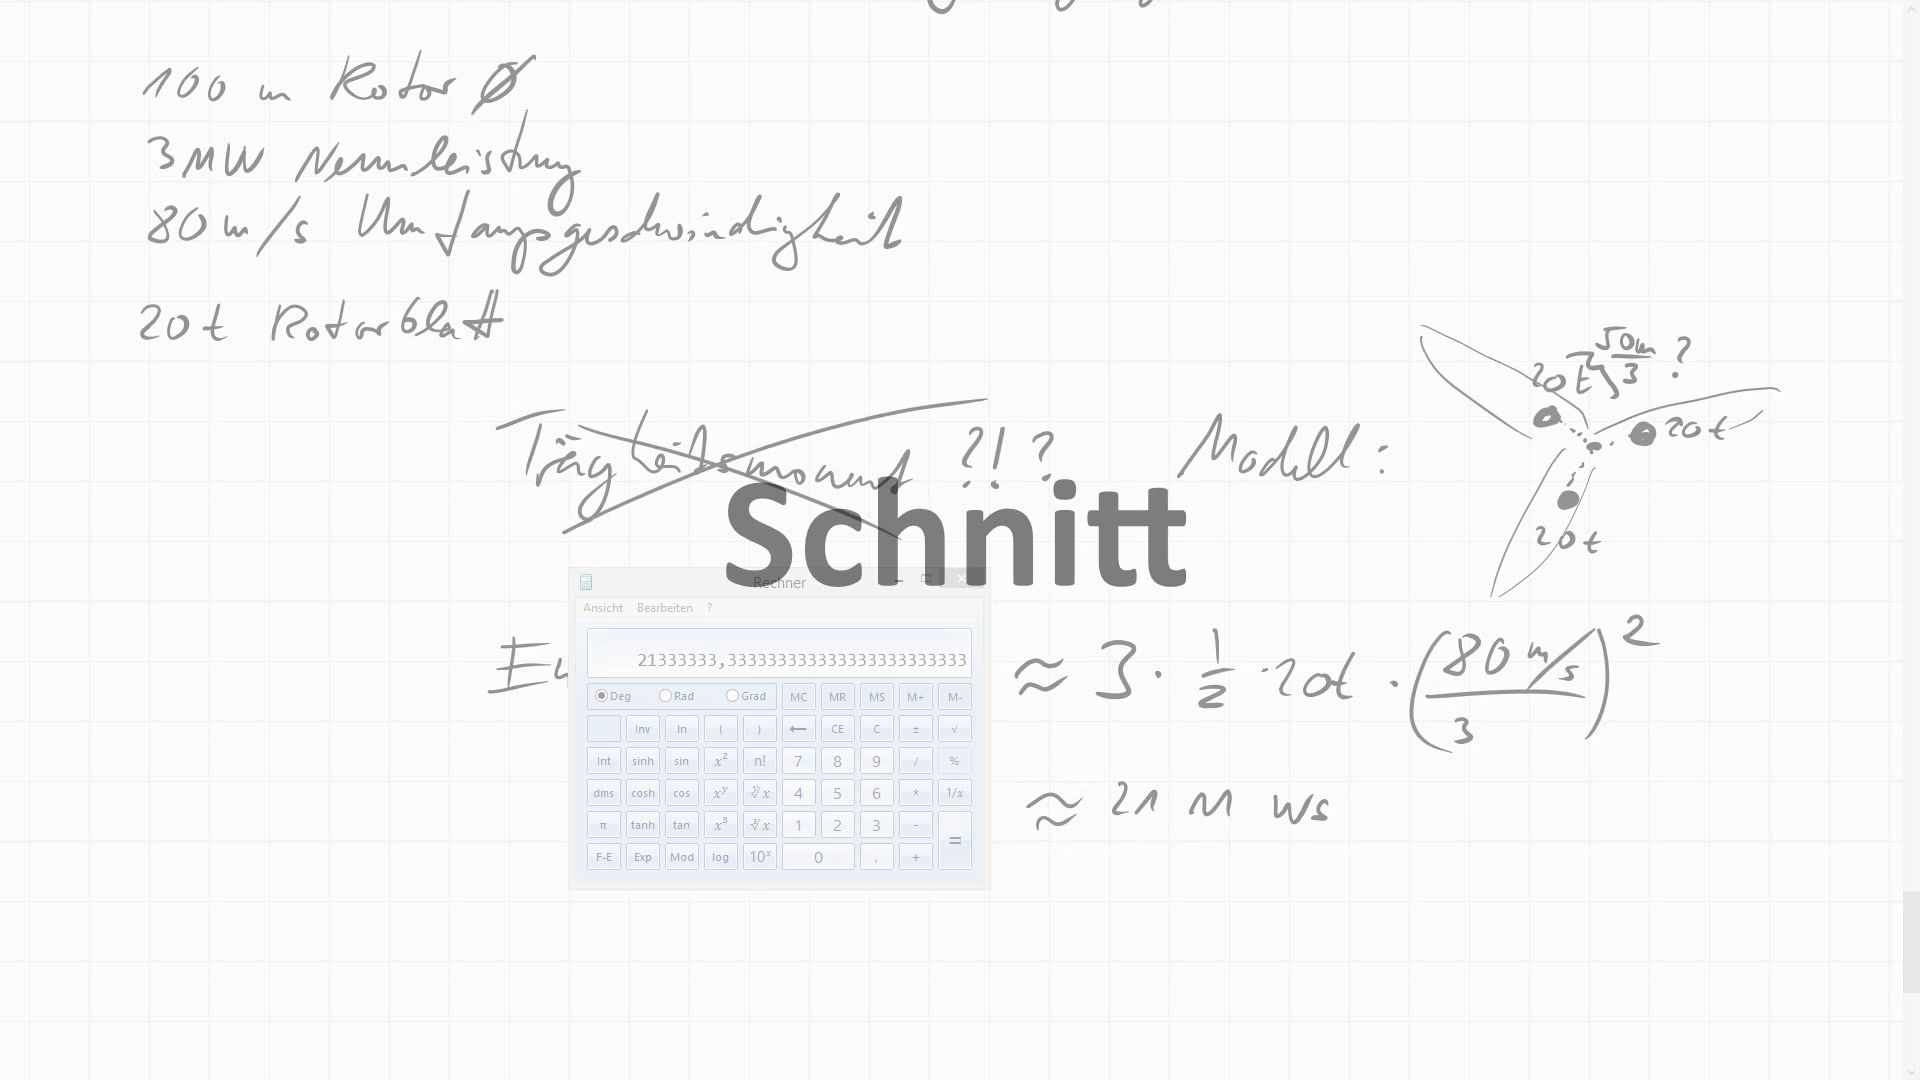 100 m Rotor Ø
3 MW Nennleistung
80 m/s Umfangsgeschwindigkeit
20 t Rotorblatt
50m
20 t } 3 ?
20 t
Trägheitsmoment ?!? Modell:
20 t
Schnitt
Rechner
Ansicht Bearbeiten ?
21333333,333333333333333333333333
≈ 3 · 1/2 · 20t · (80 m/s / 3)²
Deg Rad Grad MC MR MS M+ M-
Inv ln ( ) ← CE C ± √
Int sinh sin x² n! 7 8 9 / %
dms cosh cos xʸ ʸ√x 4 5 6 * 1/x
π tanh tan x³ ³√x 1 2 3 - =
F-E Exp Mod log 10ˣ 0 , +
≈ 21 M Ws